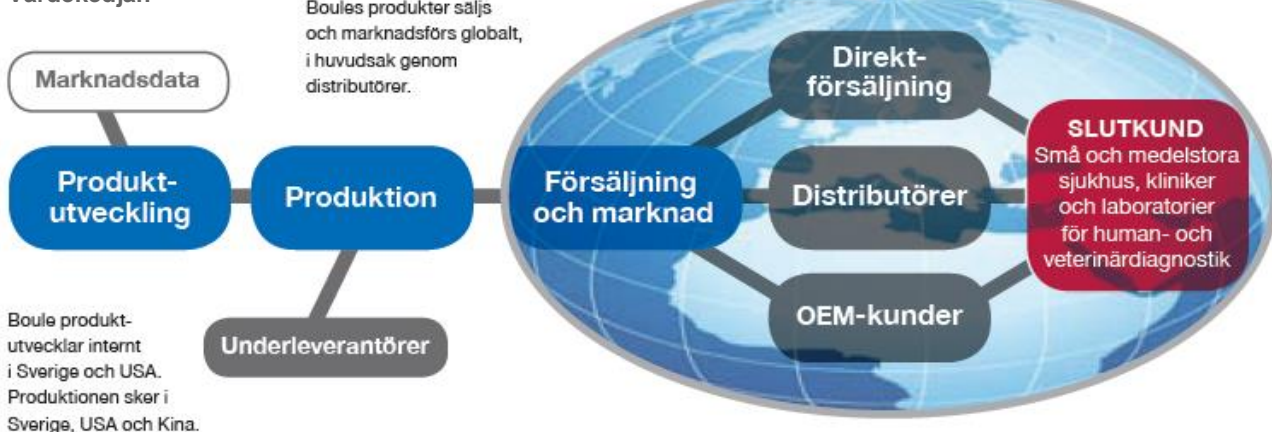 Boules produkter säljs
och marknadsförs globalt,
i huvudsak genom
distributörer.
Marknadsdata
Produkt-
utveckling
Produktion
Försäljning
och marknad
Direkt-
försäljning
Distributörer
OEM-kunder
SLUTKUND
Små och medelstora
sjukhus, kliniker
och laboratorier
för human- och
veterinärdiagnostik
Underleverantörer
Boule produkt-
utvecklar internt
i Sverige och USA.
Produktionen sker i
Sverige, USA och Kina.